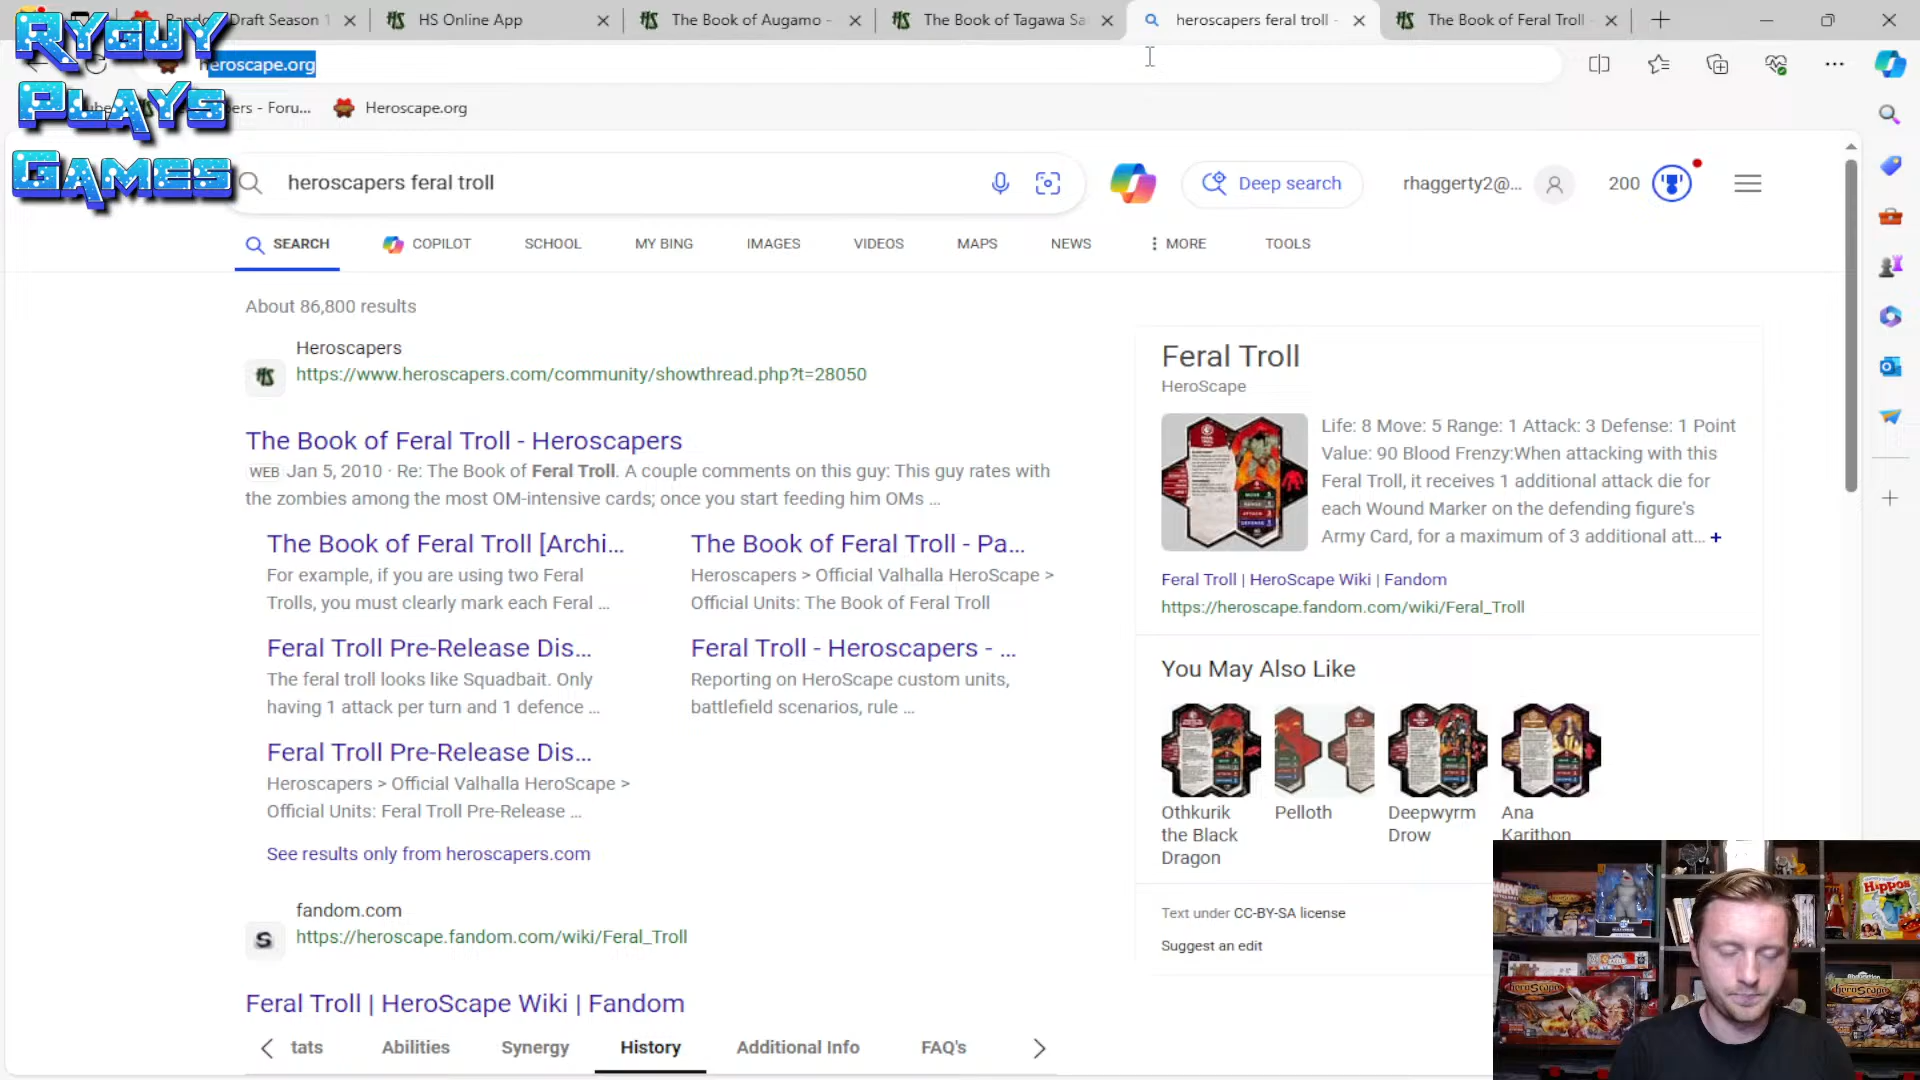 Draft Season 1
HS Online App
The Book of Augamo -
The Book of Tagawa Sa
heroscapers feral troll -
The Book of Feral Troll
RyGuy
Plays
Games
heroscape.org
ers - Foru...
Heroscape.org
heroscapers feral troll
Deep search
rhaggerty2@...
200
SEARCH
COPILOT
SCHOOL
MY BING
IMAGES
VIDEOS
MAPS
NEWS
MORE
TOOLS
About 86,800 results
Heroscapers
https://www.heroscapers.com/community/showthread.php?t=28050
The Book of Feral Troll - Heroscapers
WEB Jan 5, 2010 · Re: The Book of Feral Troll. A couple comments on this guy: This guy rates with
the zombies among the most OM-intensive cards; once you start feeding him OMs ...
The Book of Feral Troll [Archi...
For example, if you are using two Feral
Trolls, you must clearly mark each Feral ...
The Book of Feral Troll - Pa...
Heroscapers > Official Valhalla HeroScape >
Official Units: The Book of Feral Troll
Feral Troll Pre-Release Dis...
The feral troll looks like Squadbait. Only
having 1 attack per turn and 1 defence ...
Feral Troll - Heroscapers - ...
Reporting on HeroScape custom units,
battlefield scenarios, rule ...
Feral Troll Pre-Release Dis...
Heroscapers > Official Valhalla HeroScape >
Official Units: Feral Troll Pre-Release ...
See results only from heroscapers.com
fandom.com
https://heroscape.fandom.com/wiki/Feral_Troll
Feral Troll | HeroScape Wiki | Fandom
tats
Abilities
Synergy
History
Additional Info
FAQ's
Feral Troll
HeroScape
Life: 8 Move: 5 Range: 1 Attack: 3 Defense: 1 Point
Value: 90 Blood Frenzy:When attacking with this
Feral Troll, it receives 1 additional attack die for
each Wound Marker on the defending figure's
Army Card, for a maximum of 3 additional att... +
Feral Troll | HeroScape Wiki | Fandom
https://heroscape.fandom.com/wiki/Feral_Troll
You May Also Like
Othkurik
the Black
Dragon
Pelloth
Deepwyrm
Drow
Ana
Karithon
Text under CC-BY-SA license
Suggest an edit
Hippos
heroscape
heroscape